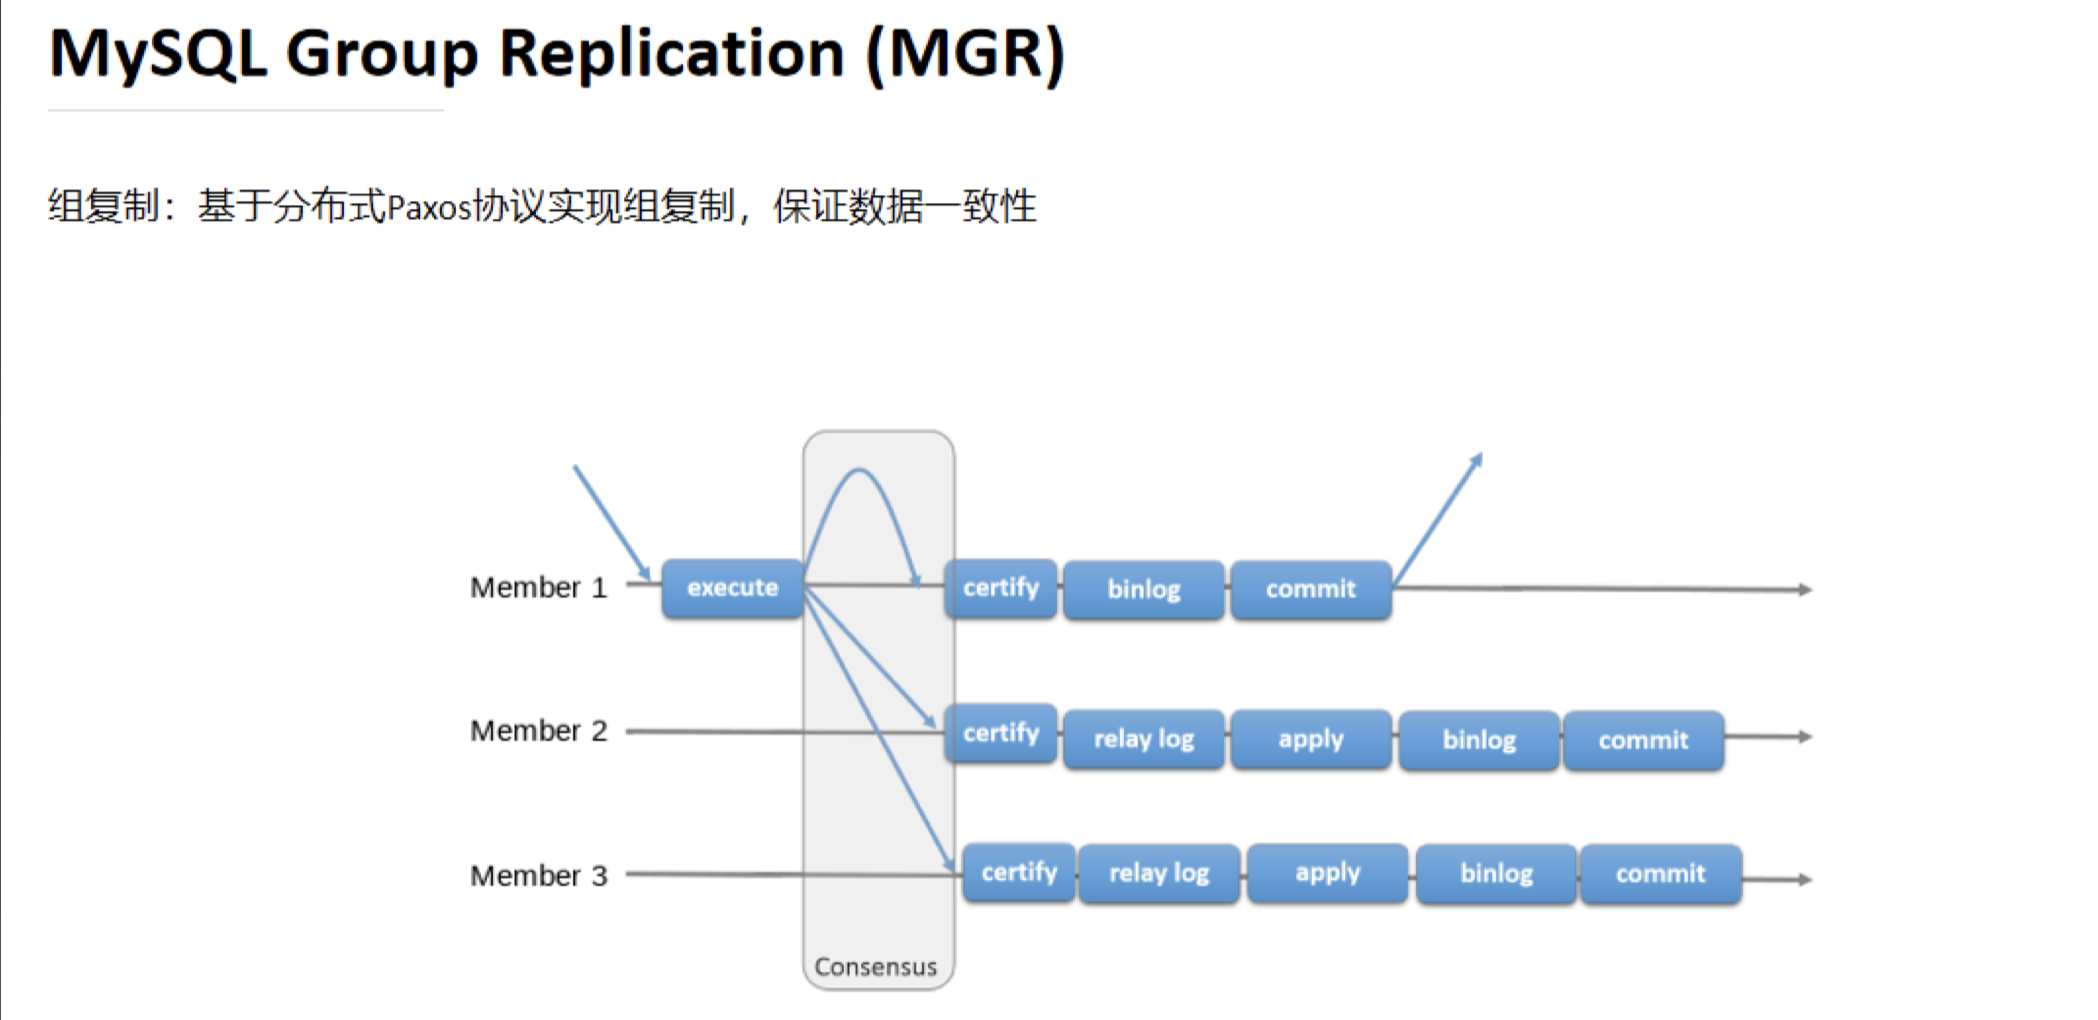 MySQL Group Replication (MGR)
组复制：基于分布式Paxos协议实现组复制，保证数据一致性
Member 1 execute certify binlog commit
Member 2 certify relay log apply binlog commit
Member 3 certify relay log apply binlog commit
Consensus